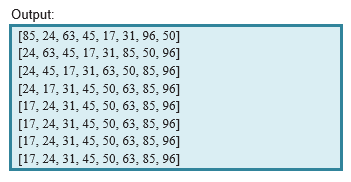 Output:
[85, 24, 63, 45, 17, 31, 96, 50]
[24, 63, 45, 17, 31, 85, 50, 96]
[24, 45, 17, 31, 63, 50, 85, 96]
[24, 17, 31, 45, 50, 63, 85, 96]
[17, 24, 31, 45, 50, 63, 85, 96]
[17, 24, 31, 45, 50, 63, 85, 96]
[17, 24, 31, 45, 50, 63, 85, 96]
[17, 24, 31, 45, 50, 63, 85, 96]